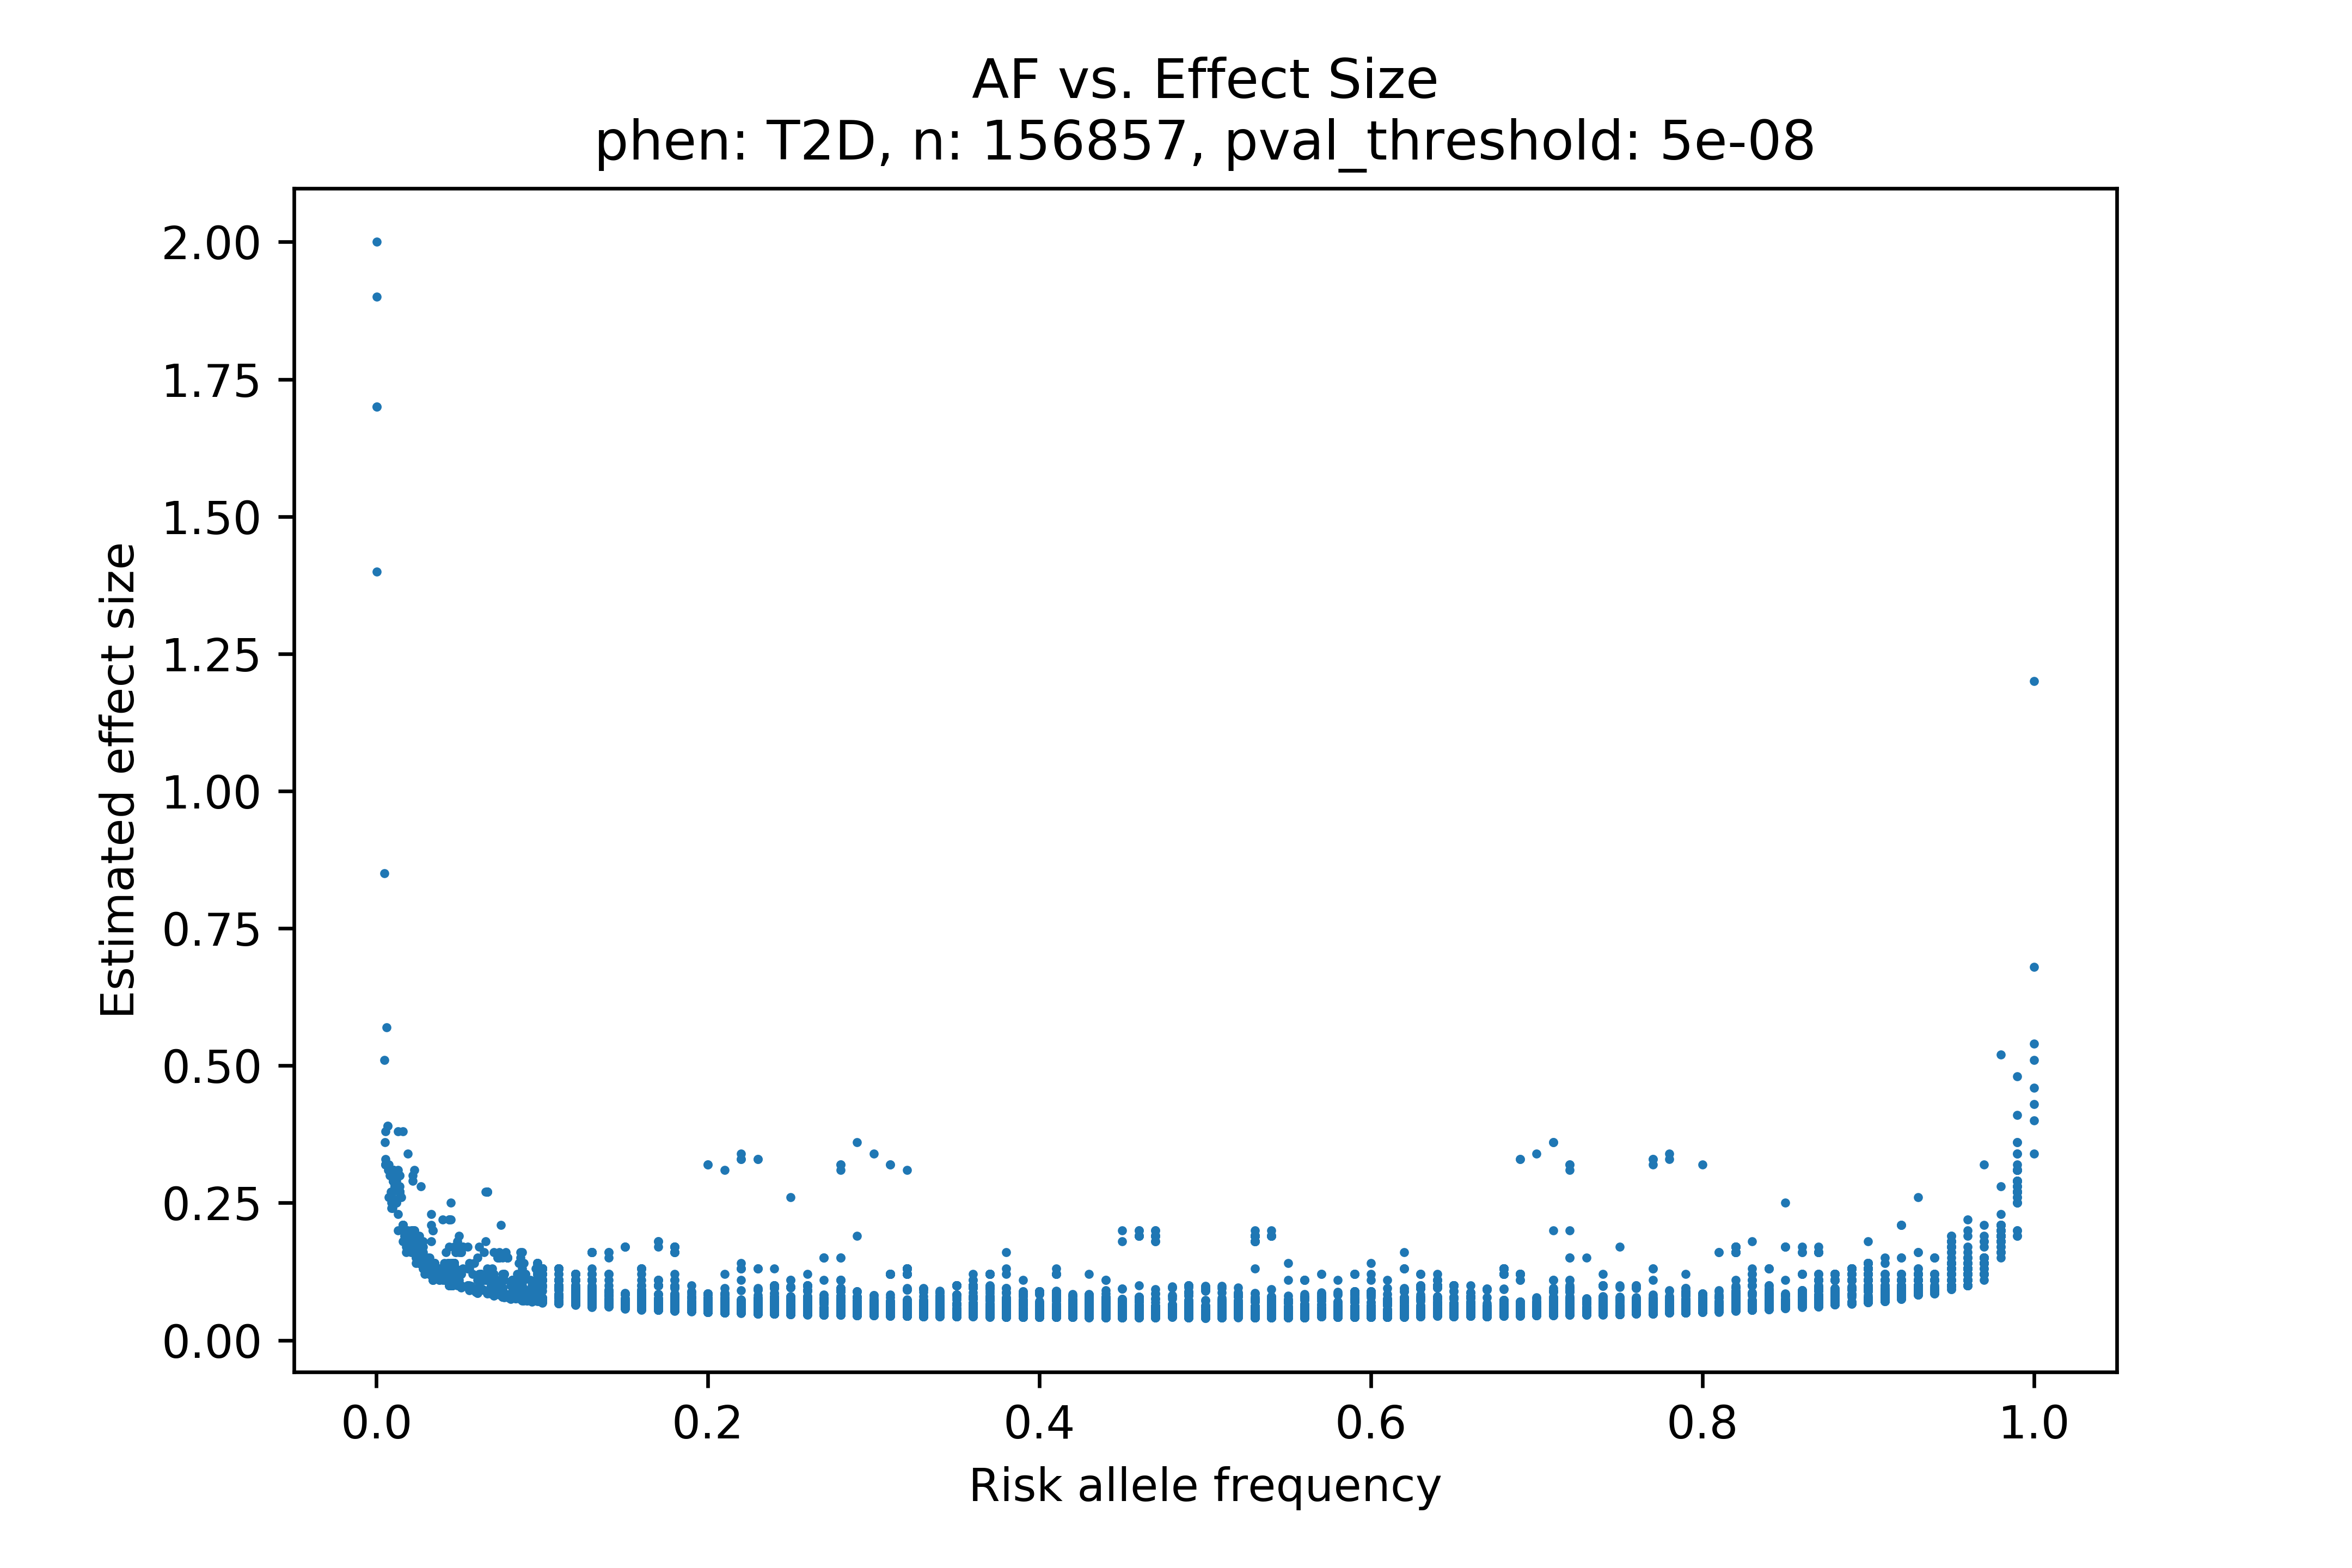 AF vs. Effect Size
phen: T2D, n: 156857, pval_threshold: 5e-08
Estimated effect size
2.00
1.75
1.50
1.25
1.00
0.75
0.50
0.25
0.00
0.0 0.2 0.4 0.6 0.8 1.0
Risk allele frequency